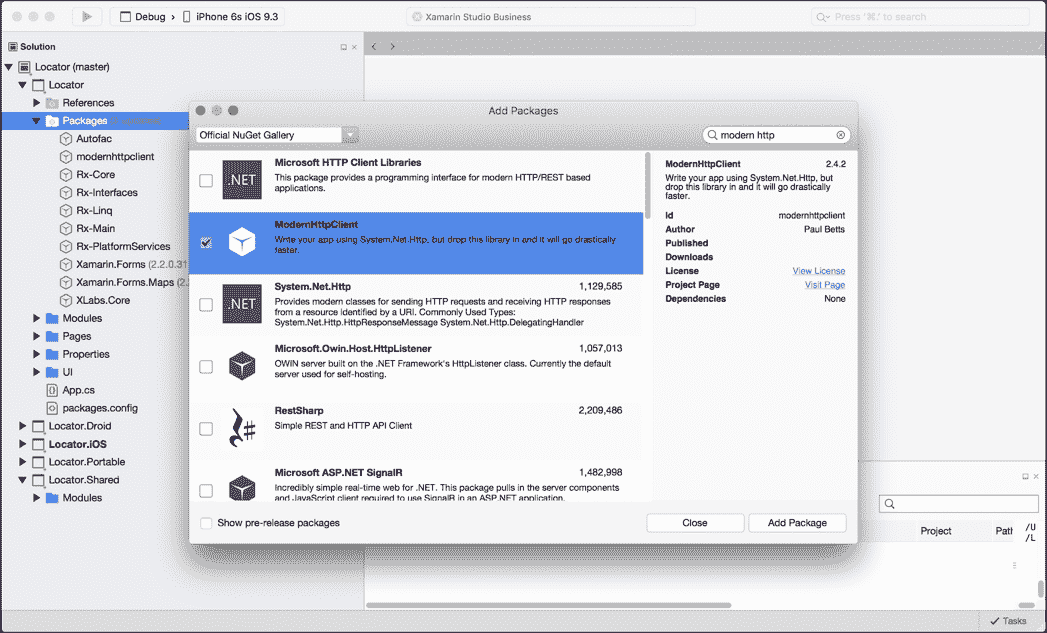 Debug › iPhone 6s iOS 9.3
Xamarin Studio Business
Press '⌘.' to search
Solution
Locator (master)
Locator
References
Packages
Autofac
modernhttpclient
Rx-Core
Rx-Interfaces
Rx-Linq
Rx-Main
Rx-PlatformServices
Xamarin.Forms (2.2.0.31
Xamarin.Forms.Maps (2.
XLabs.Core
Modules
Pages
Properties
UI
App.cs
packages.config
Locator.Droid
Locator.iOS
Locator.Portable
Locator.Shared
Modules
Add Packages
Official NuGet Gallery
modern http
.NET
Microsoft HTTP Client Libraries
This package provides a programming interface for modern HTTP/REST based
applications.
ModernHttpClient
Write your app using System.Net.Http, but drop this library in and it will go drastically
faster.
.NET
System.Net.Http 1,129,585
Provides modern classes for sending HTTP requests and receiving HTTP responses
from a resource identified by a URI. Commonly Used Types:
System.Net.Http.HttpResponseMessage System.Net.Http.DelegatingHandler
Microsoft.Owin.Host.HttpListener 1,057,013
OWIN server built on the .NET Framework's HttpListener class. Currently the default
server used for self-hosting.
RestSharp 2,209,486
Simple REST and HTTP API Client
Microsoft ASP.NET SignalR 1,482,998
Incredibly simple real-time web for .NET. This package pulls in the server components
and JavaScript client required to use SignalR in an ASP.NET application.
ModernHttpClient 2.4.2
Write your app using System.Net.Http, but
drop this library in and it will go drastically
faster.
Id modernhttpclient
Author Paul Betts
Published
Downloads
License View License
Project Page Visit Page
Dependencies None
Show pre-release packages
Close
Add Package
Project
Path
/U
/L
Tasks